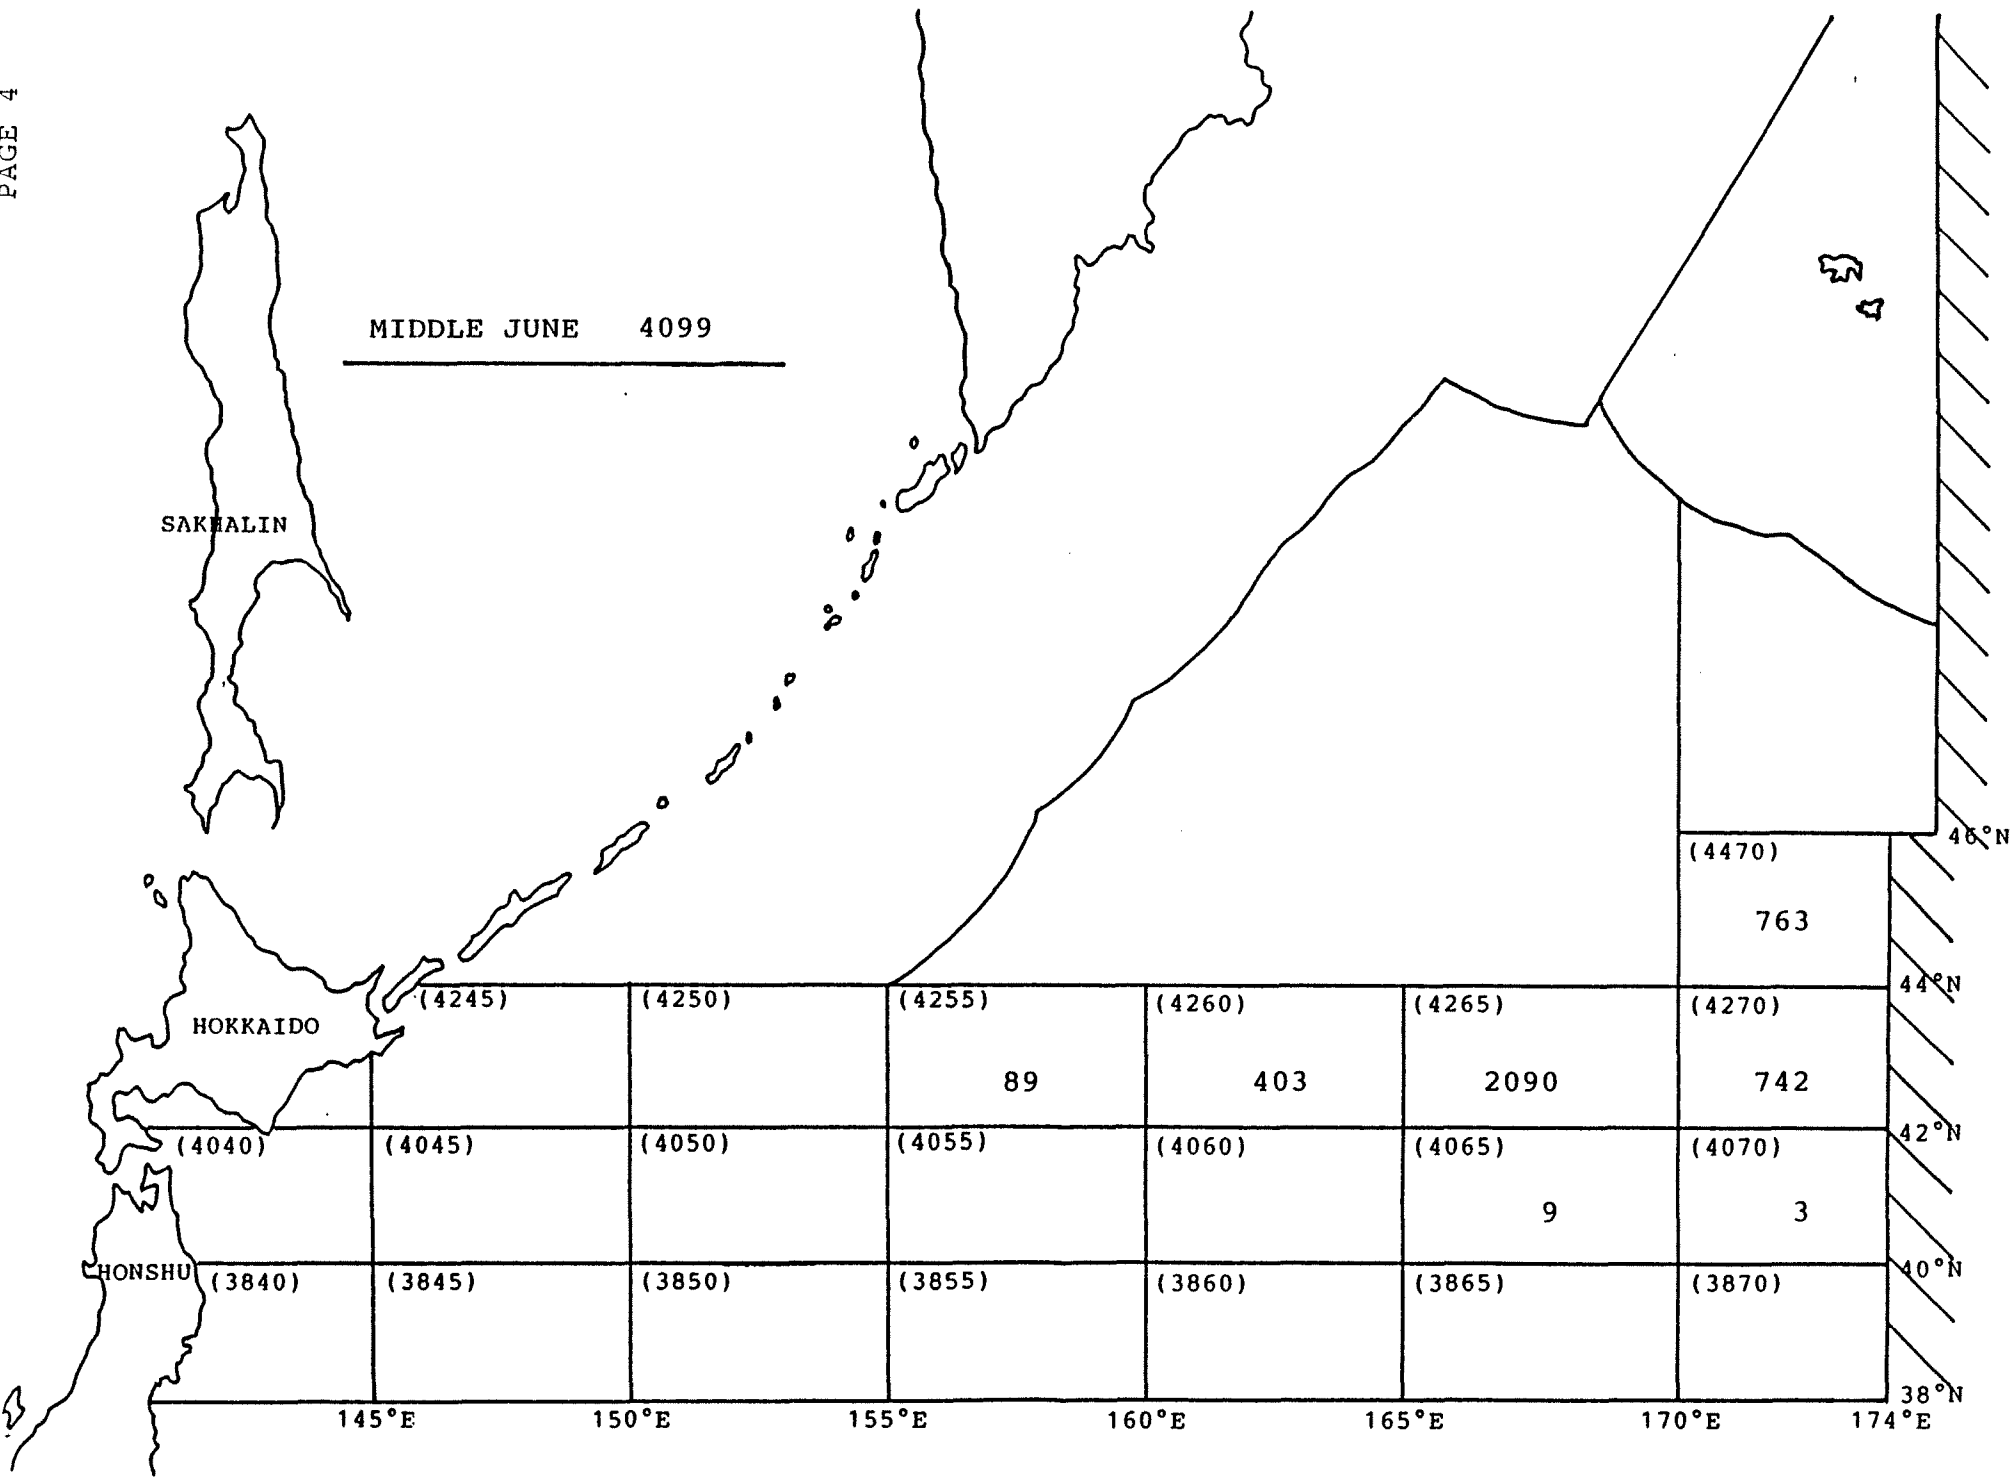 PAGE 4
MIDDLE JUNE 4099
SAKHALIN
46°N
(4470)
763
44°N
(4245) (4250) (4255) (4260) (4265) (4270)
HOKKAIDO
89 403 2090 742
42°N
(4040) (4045) (4050) (4055) (4060) (4065) (4070)
9 3
40°N
HONSHU
(3840) (3845) (3850) (3855) (3860) (3865) (3870)
38°N
145°E 150°E 155°E 160°E 165°E 170°E 174°E